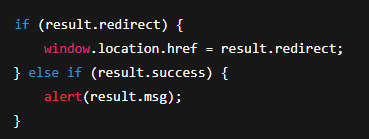 if (result.redirect) {
    window.location.href = result.redirect;
} else if (result.success) {
    alert(result.msg);
}